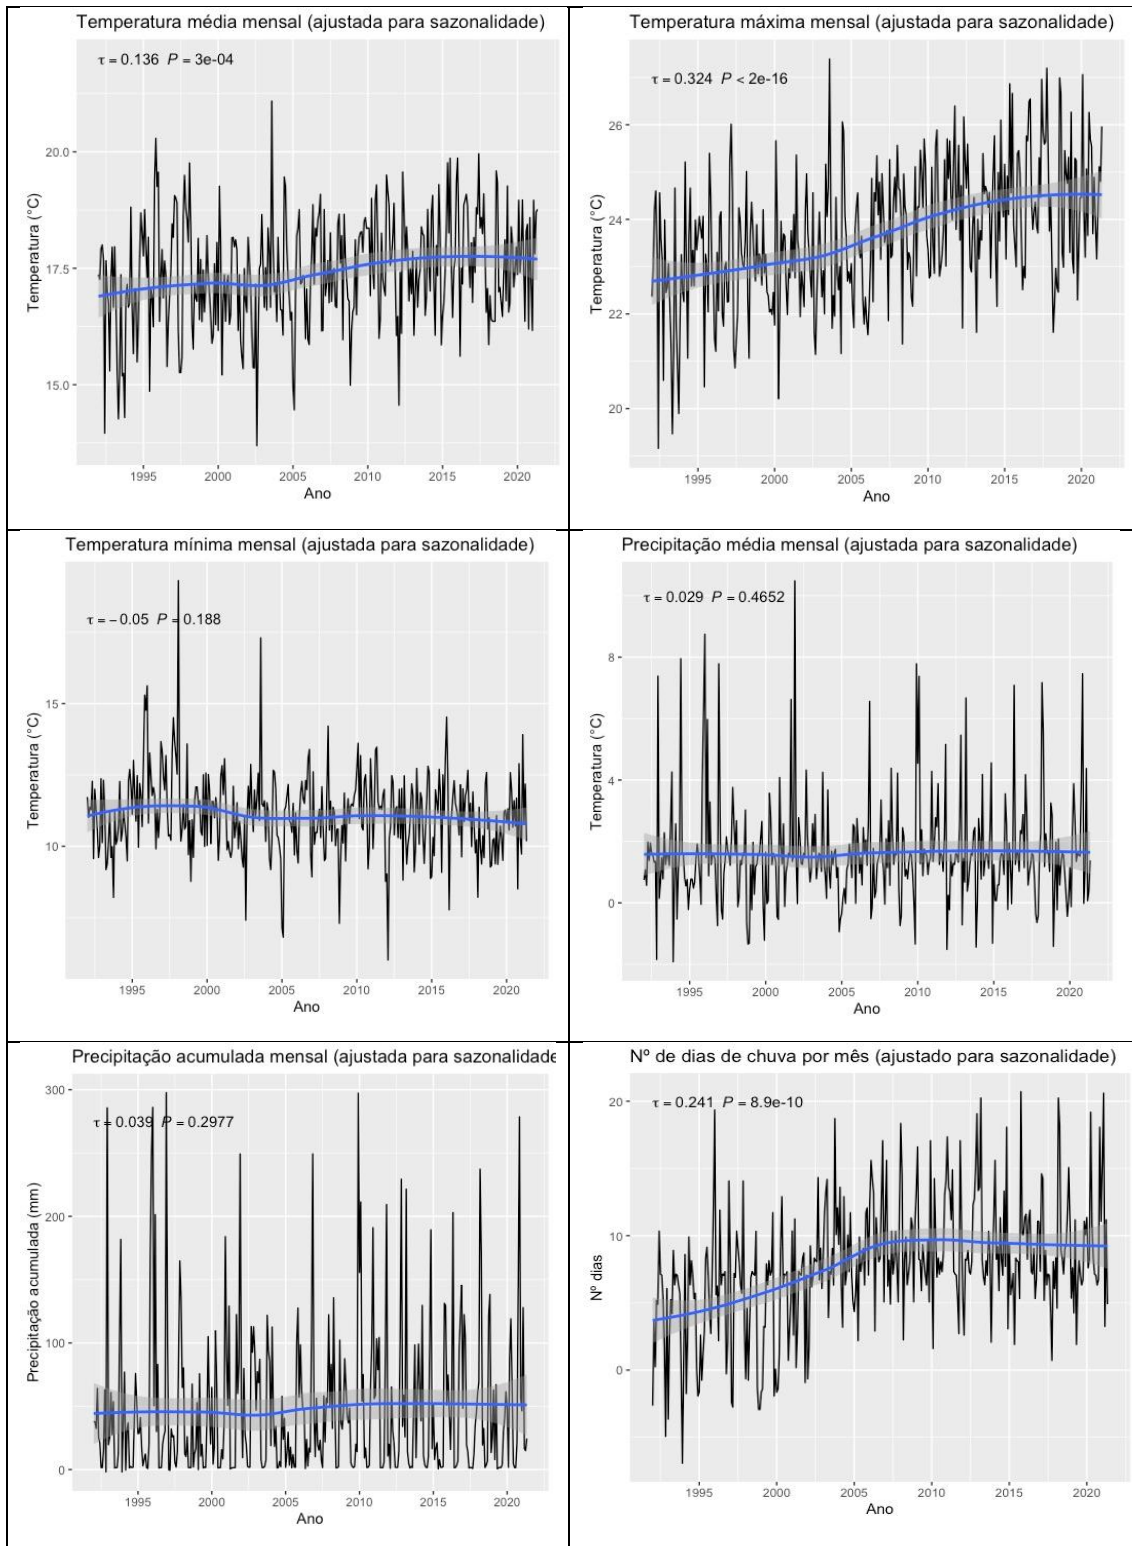 Temperatura média mensal (ajustada para sazonalidade)
τ = 0.136 P = 3e-04
Temperatura (°C)
20.0
17.5
15.0
1995 2000 2005 2010 2015 2020
Ano
Temperatura máxima mensal (ajustada para sazonalidade)
τ = 0.324 P < 2e-16
Temperatura (°C)
26
24
22
20
1995 2000 2005 2010 2015 2020
Ano
Temperatura mínima mensal (ajustada para sazonalidade)
τ = −0.05 P = 0.188
Temperatura (°C)
15
10
1995 2000 2005 2010 2015 2020
Ano
Precipitação média mensal (ajustada para sazonalidade)
τ = 0.029 P = 0.4652
Temperatura (°C)
8
4
0
1995 2000 2005 2010 2015 2020
Ano
Precipitação acumulada mensal (ajustada para sazonalidade
τ = 0.039 P = 0.2977
Precipitação acumulada (mm)
300
200
100
0
1995 2000 2005 2010 2015 2020
Ano
Nº de dias de chuva por mês (ajustado para sazonalidade)
τ = 0.241 P = 8.9e-10
Nº dias
20
10
0
1995 2000 2005 2010 2015 2020
Ano